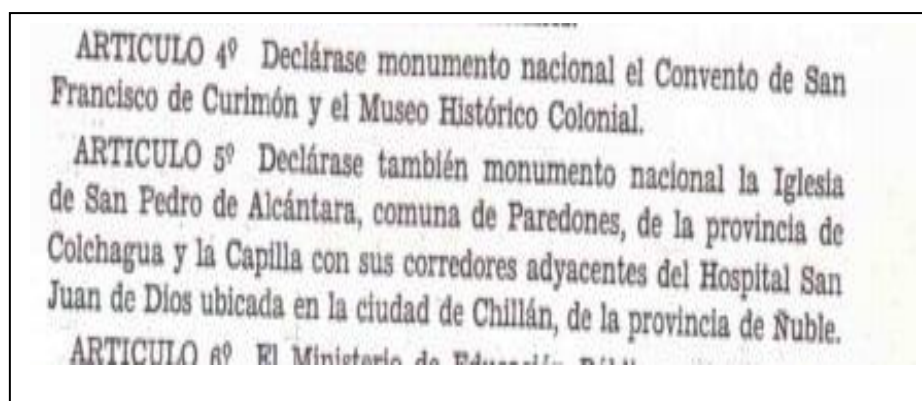 ARTICULO 4º Declárase monumento nacional el Convento de San
Francisco de Curimón y el Museo Histórico Colonial.
ARTICULO 5º Declárase también monumento nacional la Iglesia
de San Pedro de Alcántara, comuna de Paredones, de la provincia de
Colchagua y la Capilla con sus corredores adyacentes del Hospital San
Juan de Dios ubicada en la ciudad de Chillán, de la provincia de Ñuble.
ARTICULO 6º El Ministerio de Educación